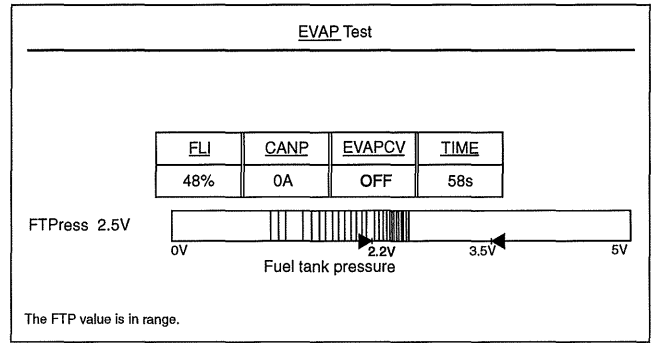 EVAP Test
FLI CANP EVAPCV TIME
48% 0A OFF 58s
FTPress 2.5V
0V 2.2V 3.5V 5V
Fuel tank pressure
The FTP value is in range.